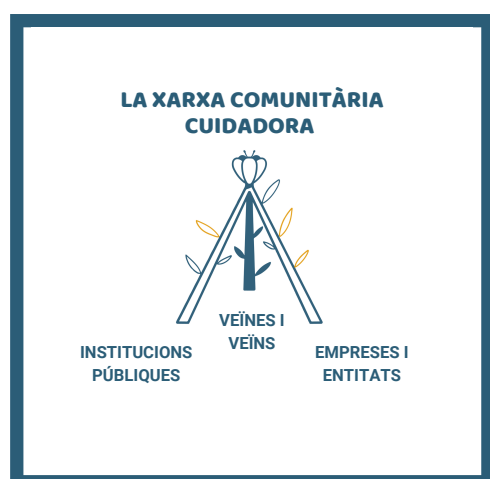 LA XARXA COMUNITÀRIA
CUIDADORA
VEÏNES I
VEÏNS
INSTITUCIONS
PÚBLIQUES
EMPRESES I
ENTITATS